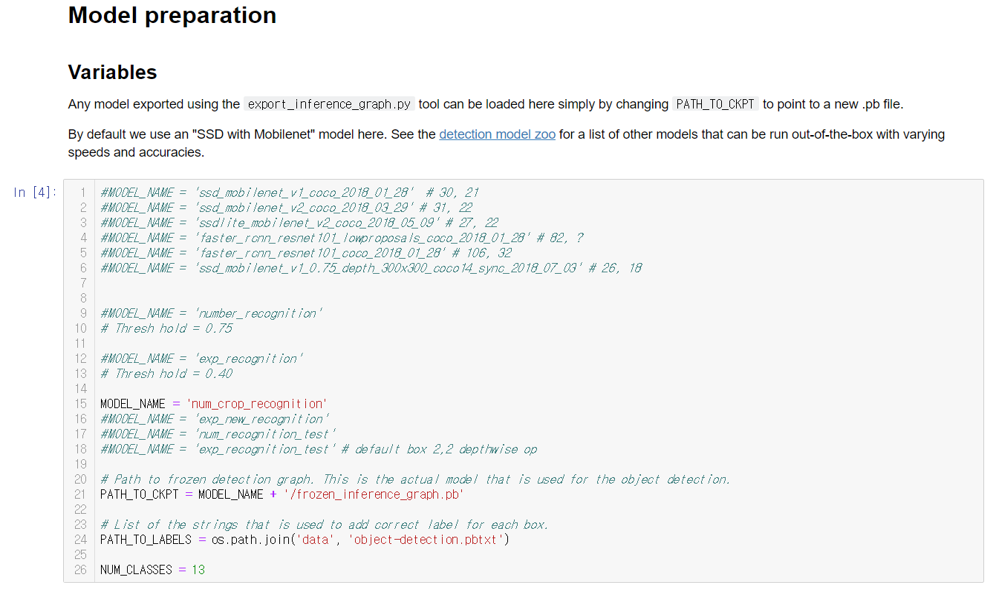 Model preparation
Variables
Any model exported using the export_inference_graph.py tool can be loaded here simply by changing PATH_TO_CKPT to point to a new .pb file.
By default we use an "SSD with Mobilenet" model here. See the detection model zoo for a list of other models that can be run out-of-the-box with varying
speeds and accuracies.
In [4]:
1 #MODEL_NAME = 'ssd_mobilenet_v1_coco_2018_01_28'  # 30, 21
2 #MODEL_NAME = 'ssd_mobilenet_v2_coco_2018_03_29' # 31, 22
3 #MODEL_NAME = 'ssdlite_mobilenet_v2_coco_2018_05_09' # 27, 22
4 #MODEL_NAME = 'faster_rcnn_resnet101_lowproposals_coco_2018_01_28' # 82, ?
5 #MODEL_NAME = 'faster_rcnn_resnet101_coco_2018_01_28' # 106, 32
6 #MODEL_NAME = 'ssd_mobilenet_v1_0.75_depth_300x300_coco14_sync_2018_07_03' # 26, 18
7
8
9 #MODEL_NAME = 'number_recognition'
10 # Thresh hold = 0.75
11
12 #MODEL_NAME = 'exp_recognition'
13 # Thresh hold = 0.40
14
15 MODEL_NAME = 'num_crop_recognition'
16 #MODEL_NAME = 'exp_new_recognition'
17 #MODEL_NAME = 'num_recognition_test'
18 #MODEL_NAME = 'exp_recognition_test' # default box 2,2 depthwise op
19
20 # Path to frozen detection graph. This is the actual model that is used for the object detection.
21 PATH_TO_CKPT = MODEL_NAME + '/frozen_inference_graph.pb'
22
23 # List of the strings that is used to add correct label for each box.
24 PATH_TO_LABELS = os.path.join('data', 'object-detection.pbtxt')
25
26 NUM_CLASSES = 13